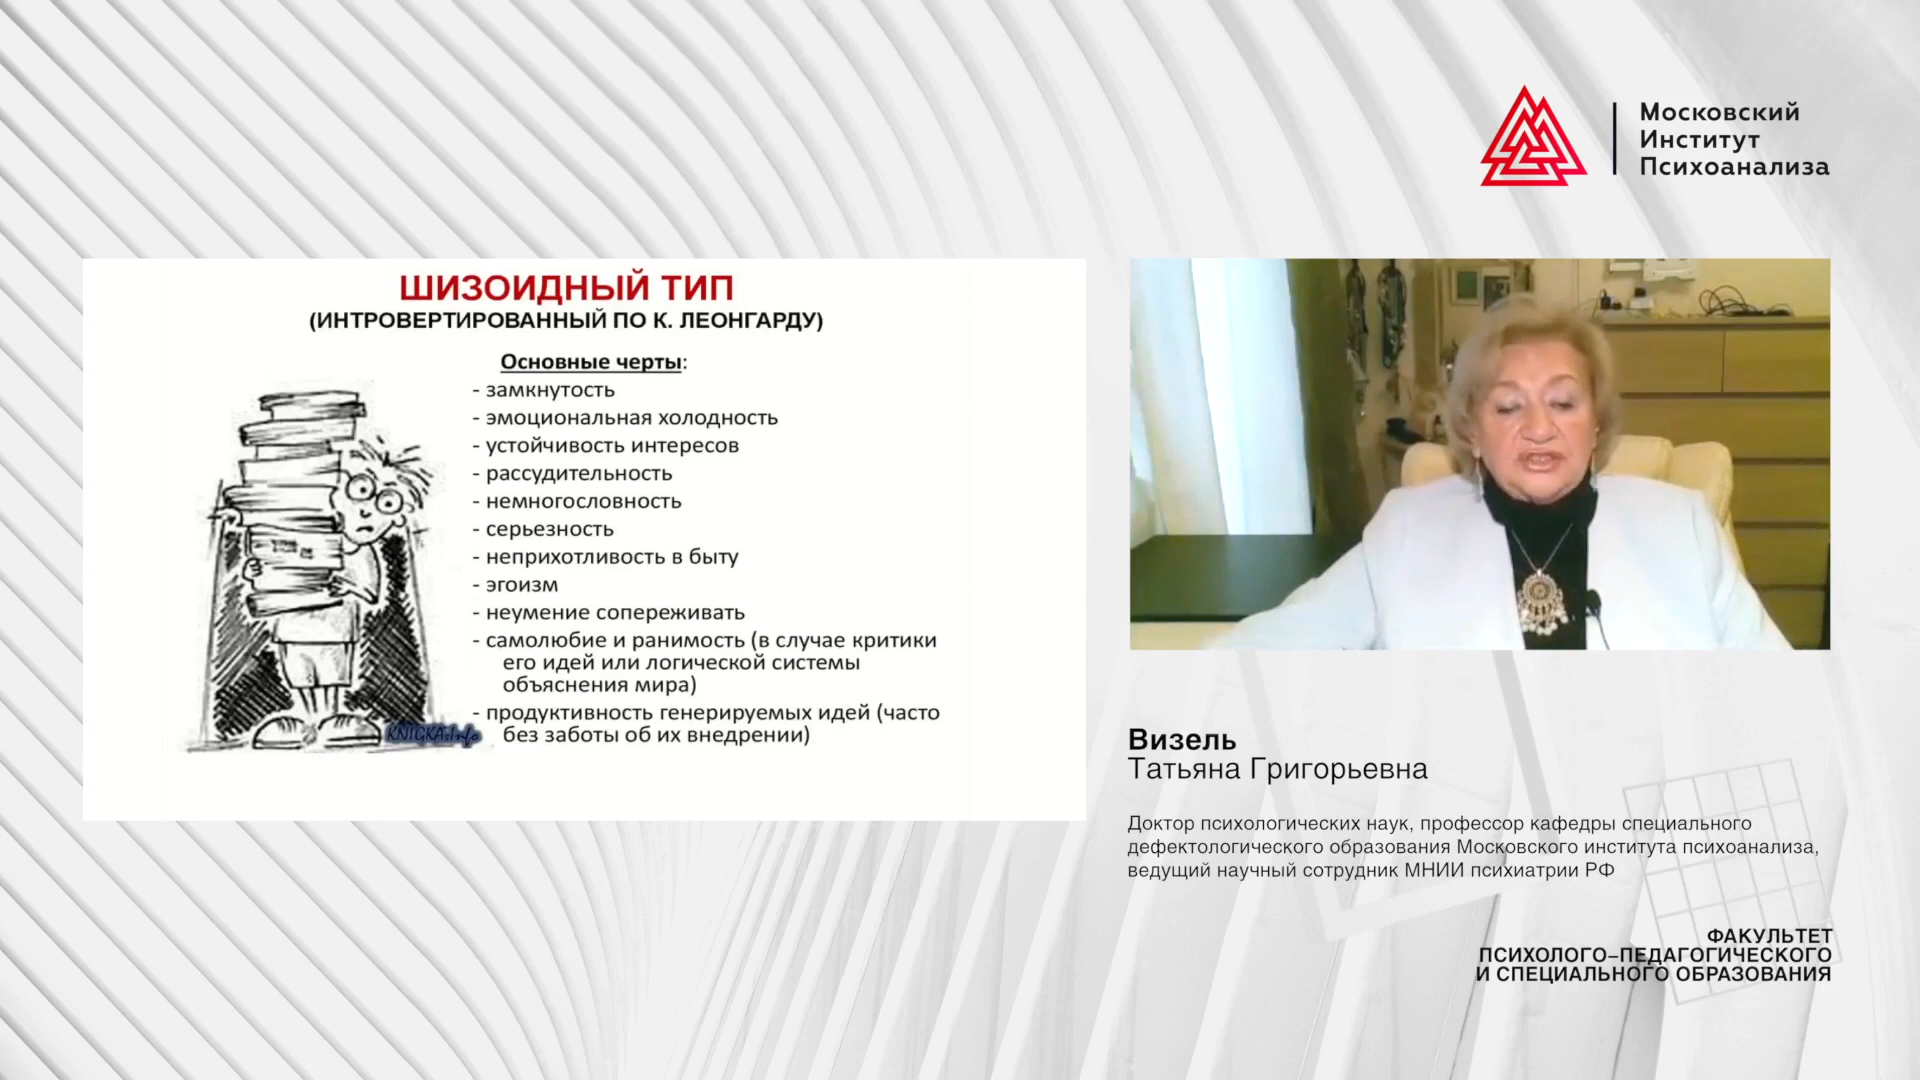 Московский
Институт
Психоанализа
ШИЗОИДНЫЙ ТИП
(ИНТРОВЕРТИРОВАННЫЙ ПО К. ЛЕОНГАРДУ)
Основные черты:
- замкнутость
- эмоциональная холодность
- устойчивость интересов
- рассудительность
- немногословность
- серьезность
- неприхотливость в быту
- эгоизм
- неумение сопереживать
- самолюбие и ранимость (в случае критики
его идей или логической системы
объяснения мира)
- продуктивность генерируемых идей (часто
без заботы об их внедрении)
KNIGKA.info
Визель
Татьяна Григорьевна
Доктор психологических наук, профессор кафедры специального
дефектологического образования Московского института психоанализа,
ведущий научный сотрудник МНИИ психиатрии РФ
ФАКУЛЬТЕТ
ПСИХОЛОГО-ПЕДАГОГИЧЕСКОГО
И СПЕЦИАЛЬНОГО ОБРАЗОВАНИЯ